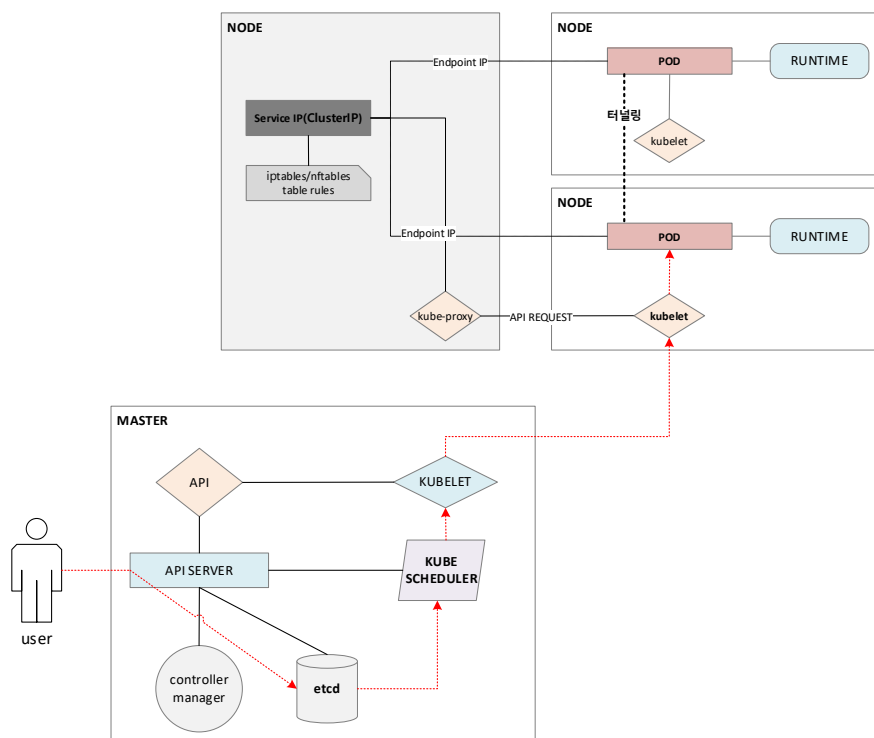 NODE
NODE
Endpoint IP
POD
RUNTIME
Service IP(ClusterIP)
터널링
kubelet
iptables/nftables
table rules
NODE
Endpoint IP
POD
RUNTIME
kube-proxy
API REQUEST
kubelet
MASTER
API
KUBELET
API SERVER
KUBE
SCHEDULER
user
controller
manager
etcd